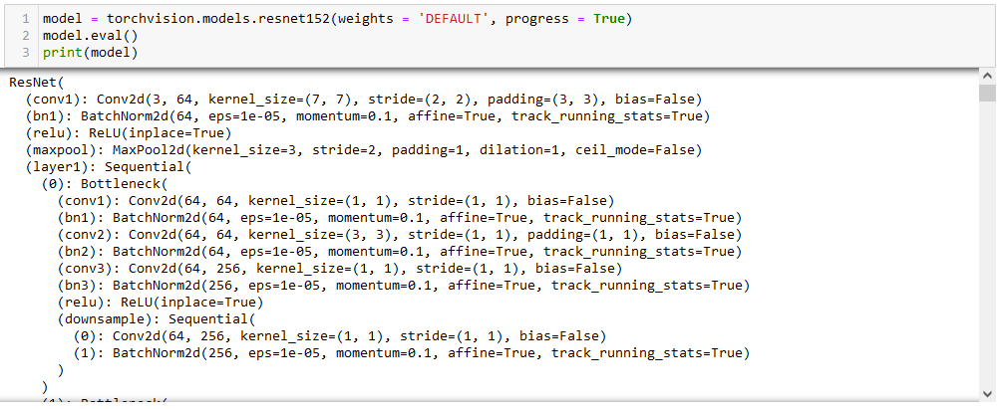 1 model = torchvision.models.resnet152(weights = 'DEFAULT', progress = True)
2 model.eval()
3 print(model)
ResNet(
  (conv1): Conv2d(3, 64, kernel_size=(7, 7), stride=(2, 2), padding=(3, 3), bias=False)
  (bn1): BatchNorm2d(64, eps=1e-05, momentum=0.1, affine=True, track_running_stats=True)
  (relu): ReLU(inplace=True)
  (maxpool): MaxPool2d(kernel_size=3, stride=2, padding=1, dilation=1, ceil_mode=False)
  (layer1): Sequential(
    (0): Bottleneck(
      (conv1): Conv2d(64, 64, kernel_size=(1, 1), stride=(1, 1), bias=False)
      (bn1): BatchNorm2d(64, eps=1e-05, momentum=0.1, affine=True, track_running_stats=True)
      (conv2): Conv2d(64, 64, kernel_size=(3, 3), stride=(1, 1), padding=(1, 1), bias=False)
      (bn2): BatchNorm2d(64, eps=1e-05, momentum=0.1, affine=True, track_running_stats=True)
      (conv3): Conv2d(64, 256, kernel_size=(1, 1), stride=(1, 1), bias=False)
      (bn3): BatchNorm2d(256, eps=1e-05, momentum=0.1, affine=True, track_running_stats=True)
      (relu): ReLU(inplace=True)
      (downsample): Sequential(
        (0): Conv2d(64, 256, kernel_size=(1, 1), stride=(1, 1), bias=False)
        (1): BatchNorm2d(256, eps=1e-05, momentum=0.1, affine=True, track_running_stats=True)
      )
    )
    (1): Bottleneck(